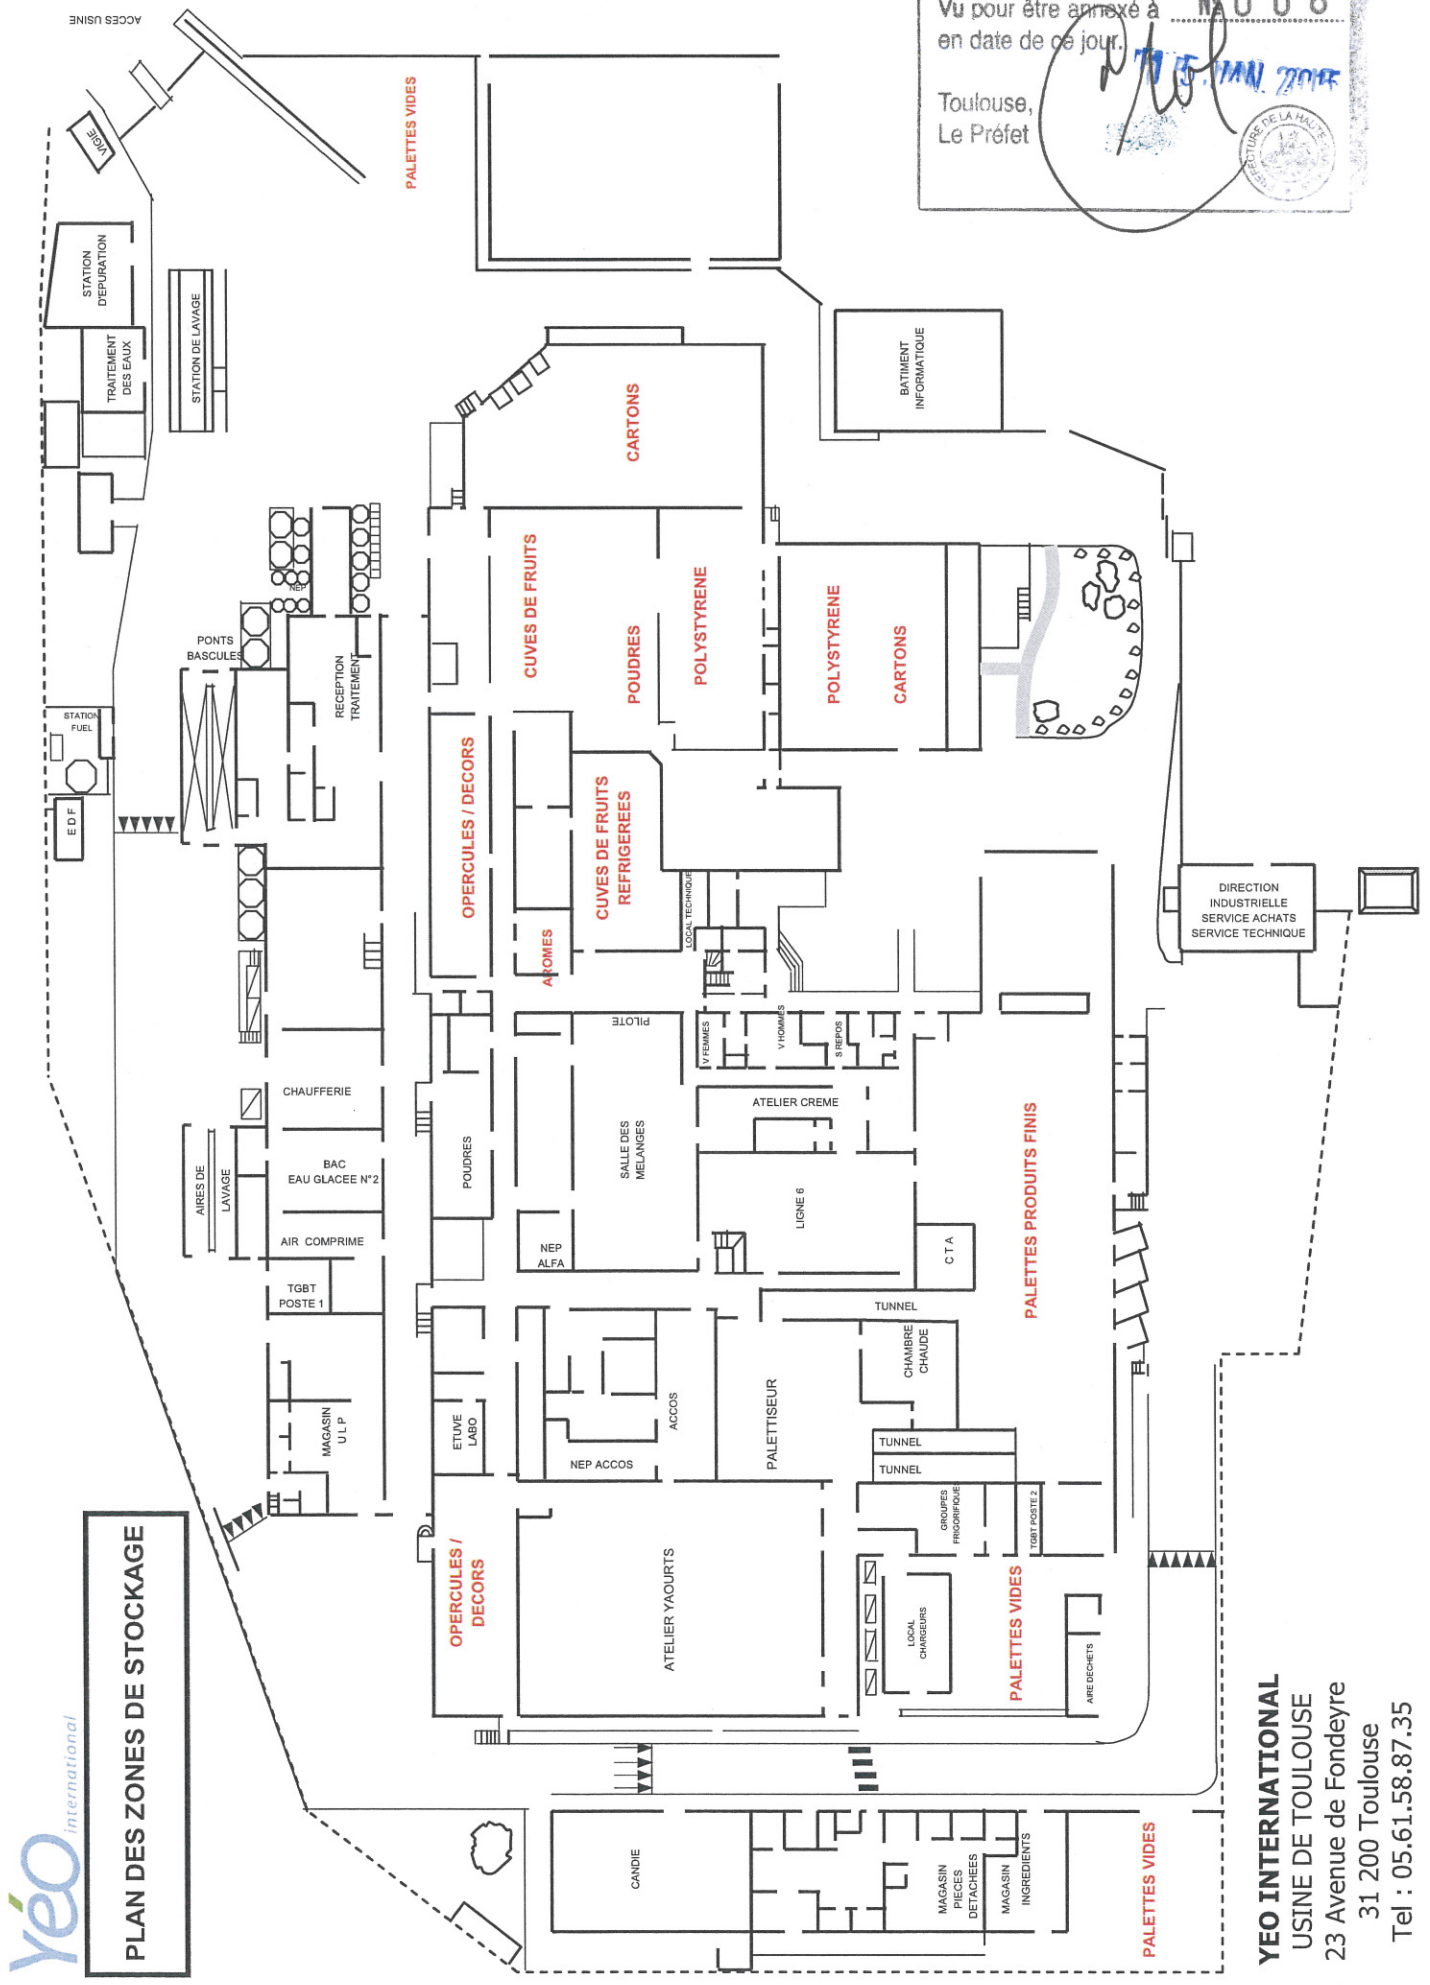 Yéo
international
PLAN DES ZONES DE STOCKAGE
ACCES USINE
VIGIE
STATION
D'EPURATION
TRAITEMENT
DES EAUX
STATION DE LAVAGE
PALETTES VIDES
Vu pour être annexé à
en date de ce jour.
Toulouse,
Le Préfet
BATIMENT
INFORMATIQUE
CARTONS
NEP
PONTS
BASCULES
RECEPTION
TRAITEMENT
STATION
FUEL
EDF
CUVES DE FRUITS
POUDRES
POLYSTYRENE
POLYSTYRENE
CARTONS
OPERCULES / DECORS
CUVES DE FRUITS
REFRIGEREES
AROMES
LOCAL TECHNIQUE
DIRECTION
INDUSTRIELLE
SERVICE ACHATS
SERVICE TECHNIQUE
PILOTE
V FEMMES
V HOMMES
S REPOS
CHAUFFERIE
BAC
EAU GLACEE N°2
AIRES DE
LAVAGE
AIR COMPRIME
TGBT
POSTE 1
POUDRES
SALLE DES
MELANGES
ATELIER CREME
LIGNE 6
NEP
ALFA
CTA
PALETTES PRODUITS FINIS
TUNNEL
CHAMBRE
CHAUDE
MAGASIN
U L P
ETUVE
LABO
ACCOS
NEP ACCOS
PALETTISEUR
TUNNEL
TUNNEL
GROUPES
FRIGORIFIQUES
TGBT POSTE 2
OPERCULES /
DECORS
ATELIER YAOURTS
LOCAL
CHARGEURS
PALETTES VIDES
AIRE DECHETS
CANDIE
MAGASIN
PIECES
DETACHEES
MAGASIN
INGREDIENTS
PALETTES VIDES
YEO INTERNATIONAL
USINE DE TOULOUSE
23 Avenue de Fondeyre
31 200 Toulouse
Tel : 05.61.58.87.35